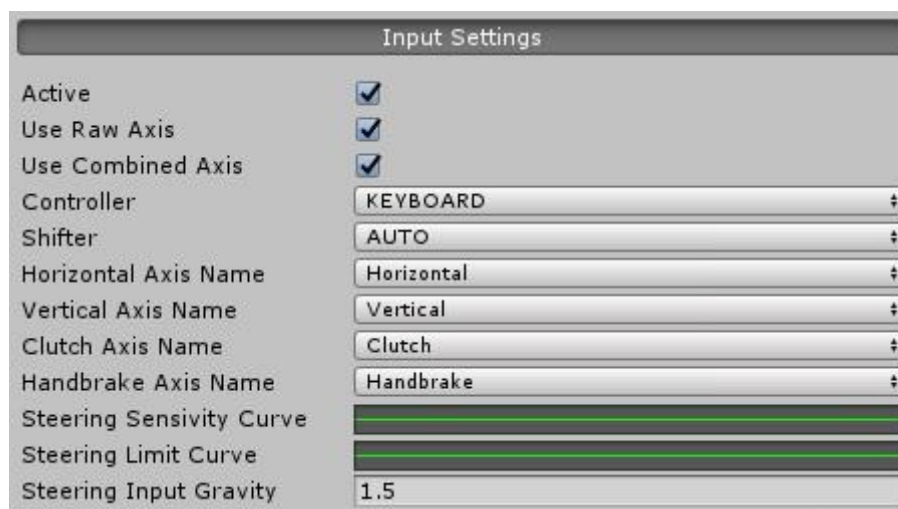 Input Settings
Active
Use Raw Axis
Use Combined Axis
Controller KEYBOARD
Shifter AUTO
Horizontal Axis Name Horizontal
Vertical Axis Name Vertical
Clutch Axis Name Clutch
Handbrake Axis Name Handbrake
Steering Sensivity Curve
Steering Limit Curve
Steering Input Gravity 1.5